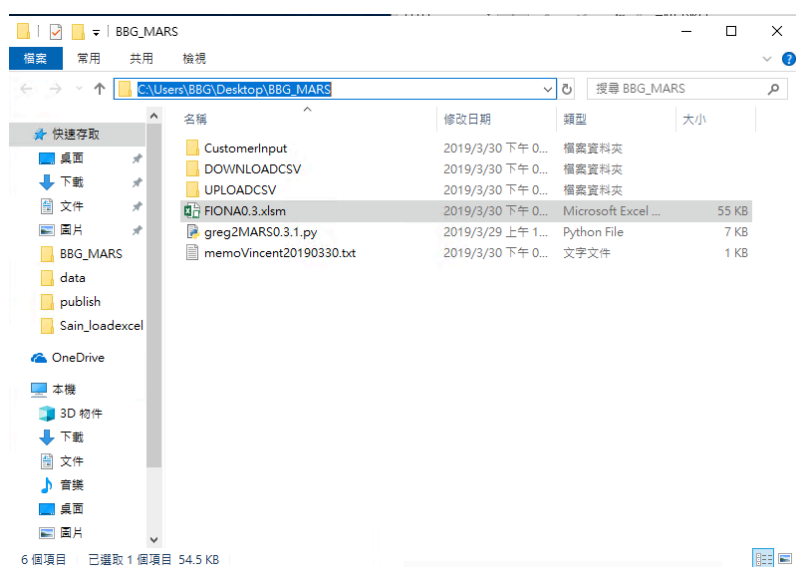 BBG_MARS
檔案 常用 共用 檢視
C:\Users\BBG\Desktop\BBG_MARS 搜尋 BBG_MARS
名稱 修改日期 類型 大小
快速存取
桌面
下載
文件
圖片
BBG_MARS
data
publish
Sain_loadexcel
OneDrive
本機
3D 物件
下載
文件
音樂
桌面
圖片
CustomerInput 2019/3/30 下午 0... 檔案資料夾
DOWNLOADCSV 2019/3/30 下午 0... 檔案資料夾
UPLOADCSV 2019/3/30 下午 0... 檔案資料夾
FIONA0.3.xlsm 2019/3/30 下午 0... Microsoft Excel ... 55 KB
greg2MARS0.3.1.py 2019/3/29 上午 1... Python File 7 KB
memoVincent20190330.txt 2019/3/30 下午 0... 文字文件 1 KB
6 個項目 已選取 1 個項目 54.5 KB